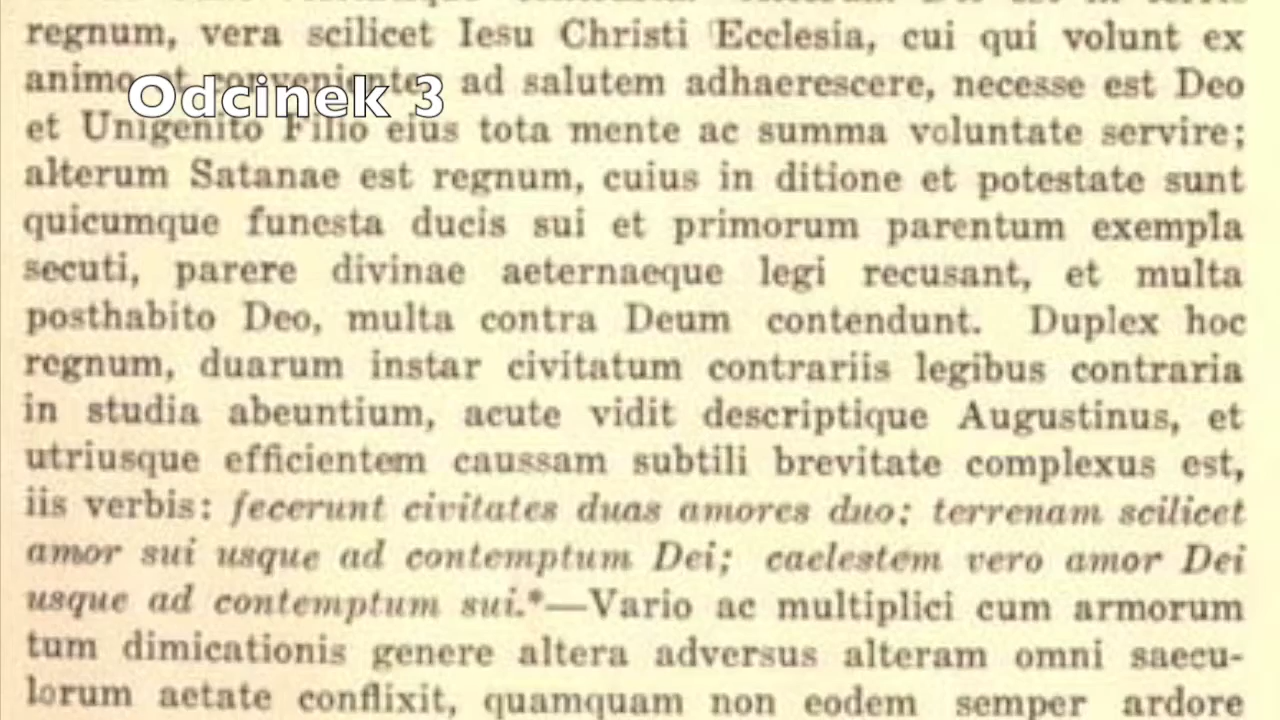 regnum, vera scilicet Iesu Christi Ecclesia, cui qui volunt ex
animo et convenienter ad salutem adhaerescere, necesse est Deo
Odcinek 3
et Unigenito Filio eius tota mente ac summa voluntate servire;
alterum Satanae est regnum, cuius in ditione et potestate sunt
quicumque funesta ducis sui et primorum parentum exempla
secuti, parere divinae aeternaeque legi recusant, et multa
posthabito Deo, multa contra Deum contendunt. Duplex hoc
regnum, duarum instar civitatum contrariis legibus contraria
in studia abeuntium, acute vidit descriptique Augustinus, et
utriusque efficientem caussam subtili brevitate complexus est,
iis verbis: fecerunt civitates duas amores duo: terrenam scilicet
amor sui usque ad contemptum Dei; caelestem vero amor Dei
usque ad contemptum sui.*—Vario ac multiplici cum armorum
tum dimicationis genere altera adversus alteram omni saecu-
lorum aetate conflixit, quamquam non eodem semper ardore